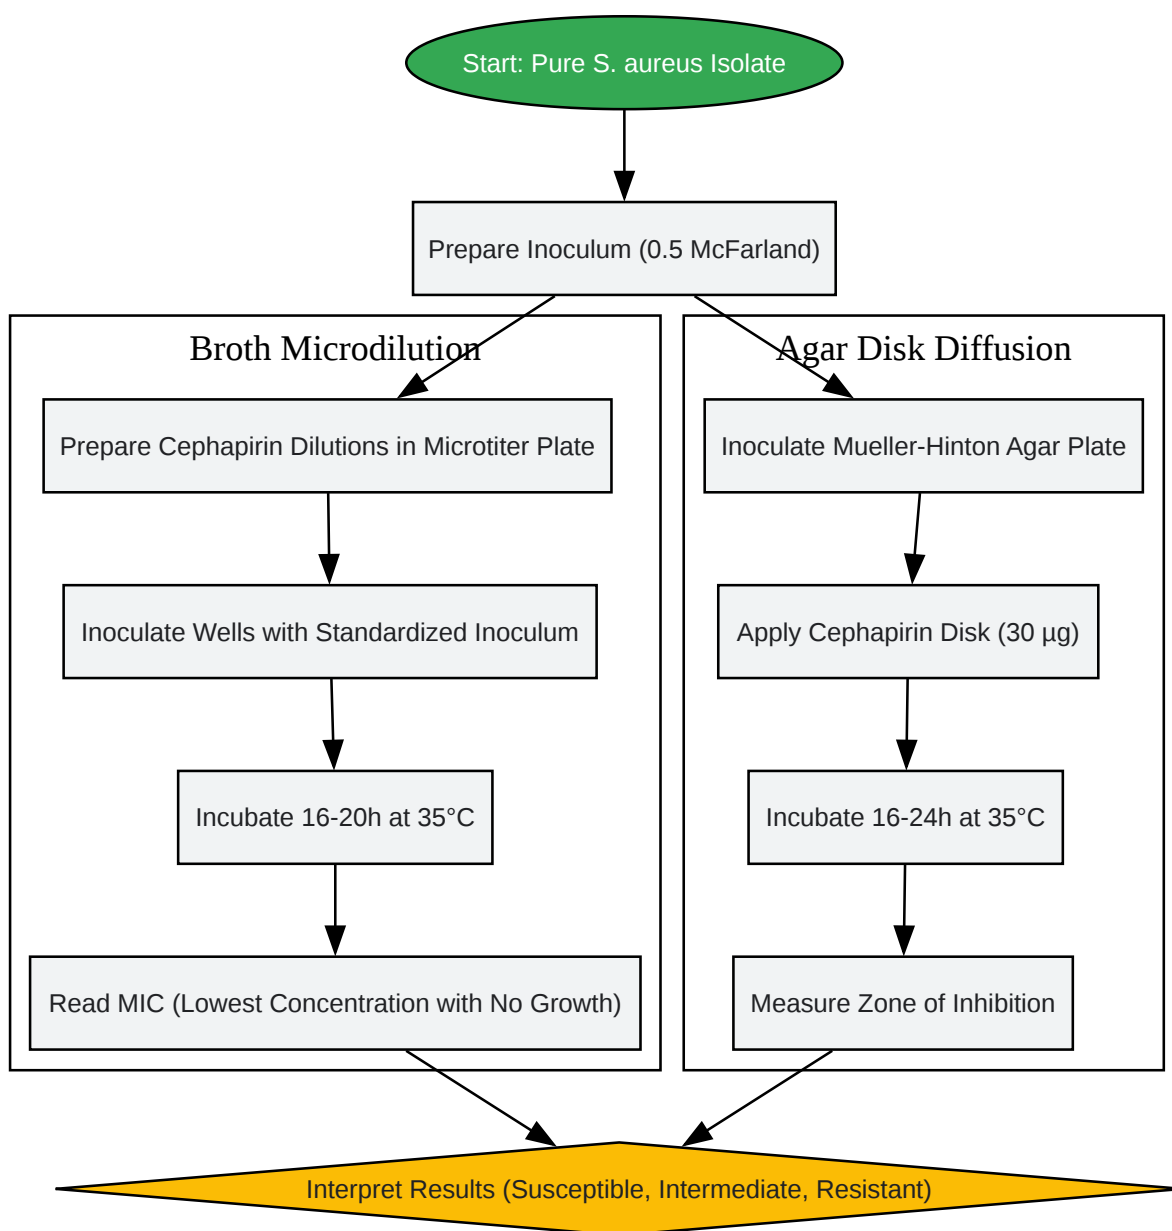 Start: Pure S. aureus Isolate
Prepare Inoculum (0.5 McFarland)
Broth Microdilution
Prepare Cephapirin Dilutions in Microtiter Plate
Inoculate Wells with Standardized Inoculum
Incubate 16-20h at 35°C
Read MIC (Lowest Concentration with No Growth)
Agar Disk Diffusion
Inoculate Mueller-Hinton Agar Plate
Apply Cephapirin Disk (30 µg)
Incubate 16-24h at 35°C
Measure Zone of Inhibition
Interpret Results (Susceptible, Intermediate, Resistant)